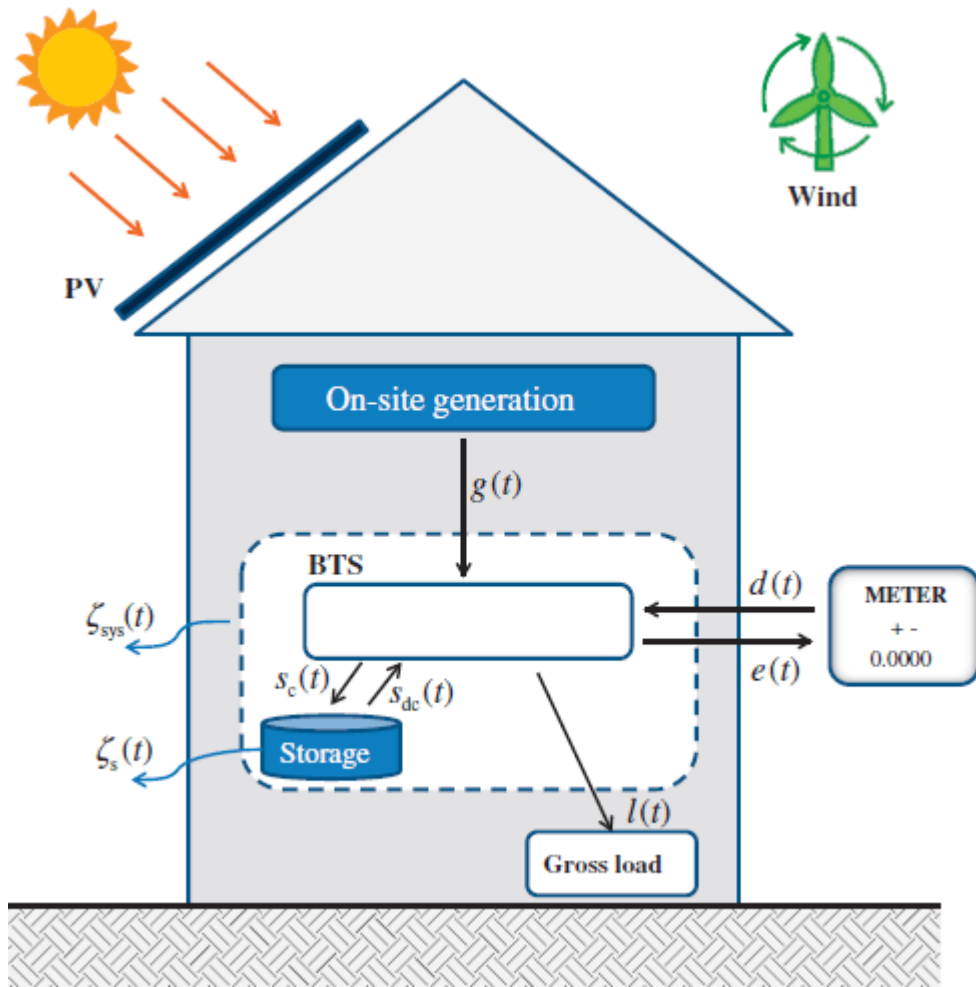 PV
Wind
On-site generation
g(t)
BTS
d(t)
METER
+ -
0.0000
e(t)
ζsys(t)
sc(t)
sdc(t)
ζs(t)
Storage
l(t)
Gross load